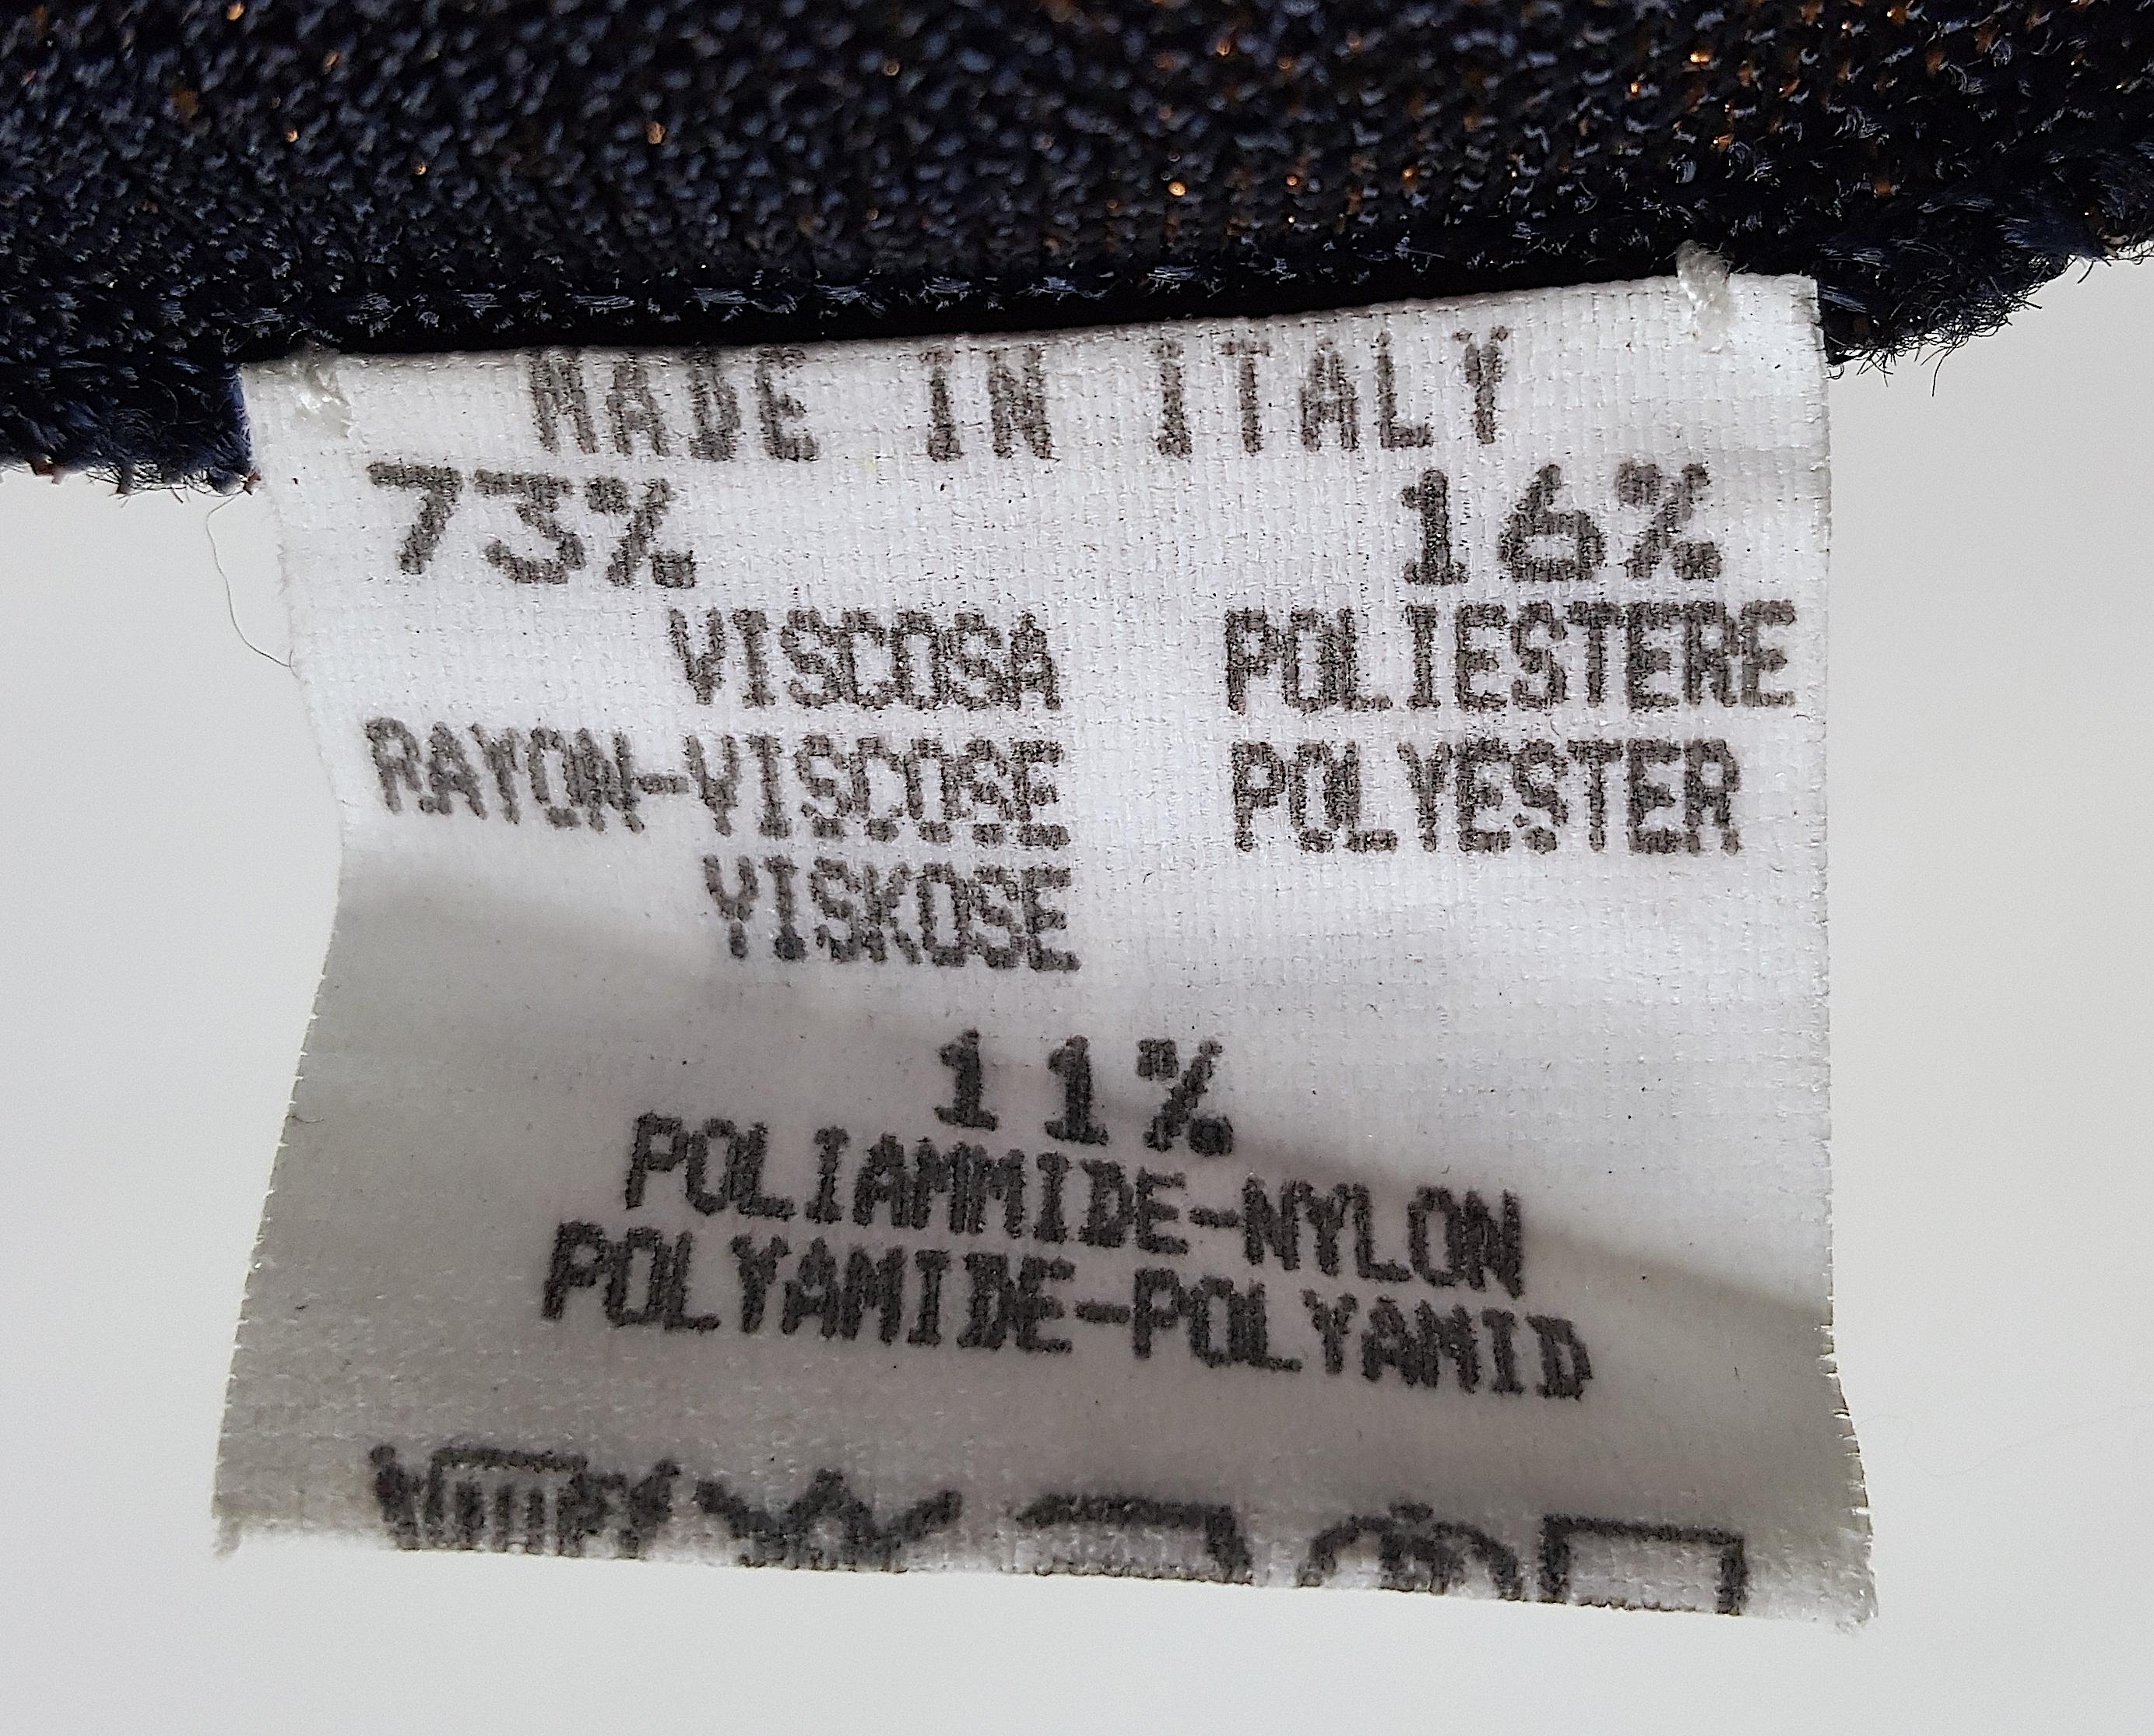 MADE IN ITALY
73% 16%
VISCOSA POLIESTERE
RAYON-VISCOSE POLYESTER
VISKOSE
11%
POLIAMMIDE-NYLON
POLYAMIDE-POLYAMID